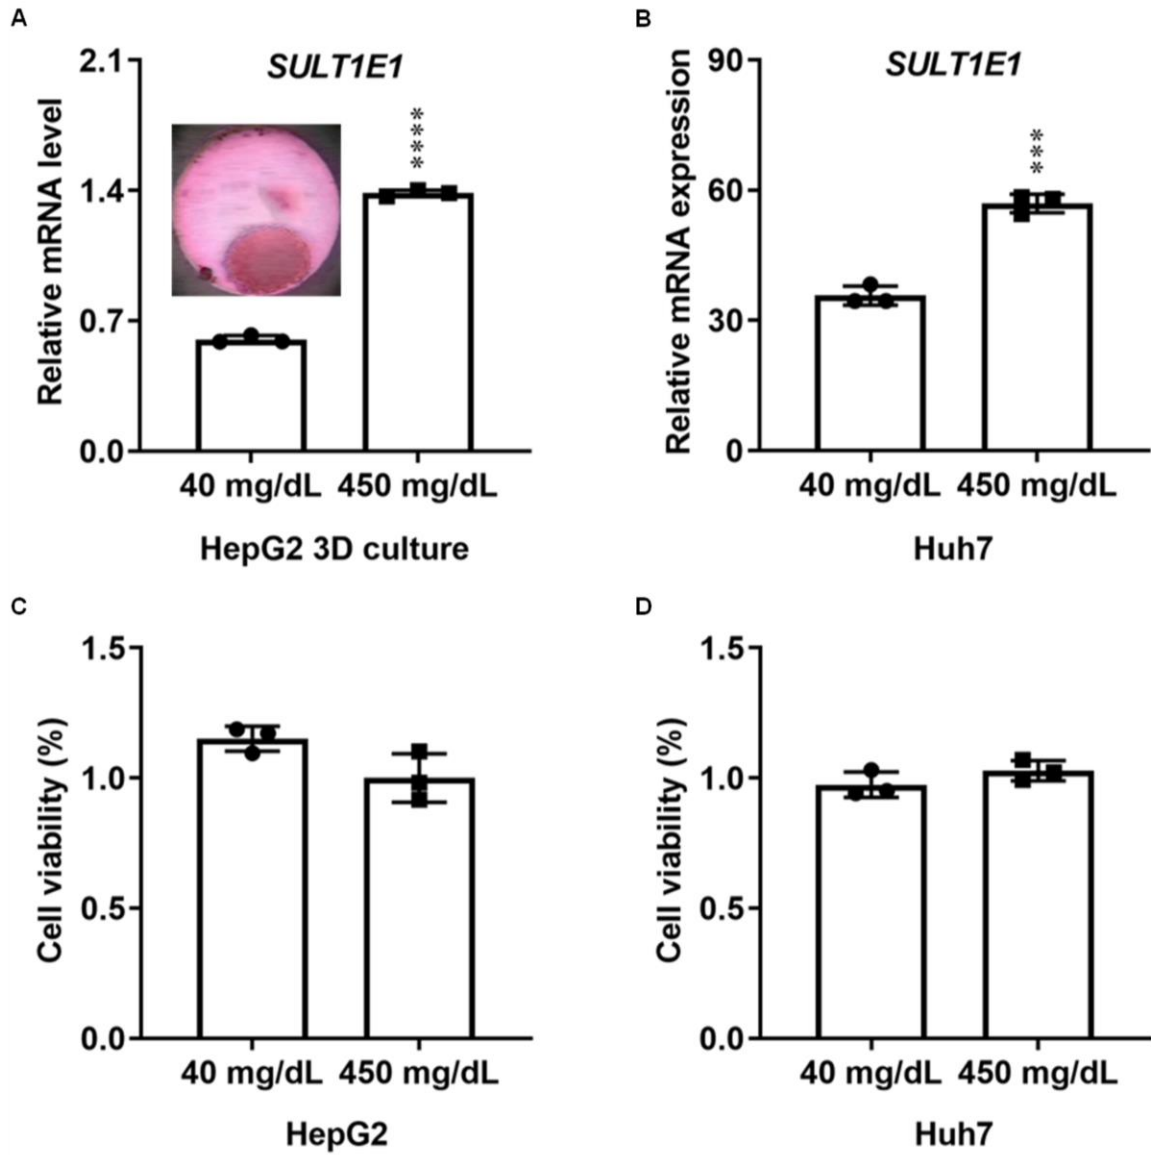 A
SULT1E1
Relative mRNA level
2.1
1.4
0.7
0.0
****
40 mg/dL 450 mg/dL
HepG2 3D culture
B
SULT1E1
Relative mRNA expression
90
60
30
0
***
40 mg/dL 450 mg/dL
Huh7
C
Cell viability (%)
1.5
1.0
0.5
0.0
40 mg/dL 450 mg/dL
HepG2
D
Cell viability (%)
1.5
1.0
0.5
0.0
40 mg/dL 450 mg/dL
Huh7